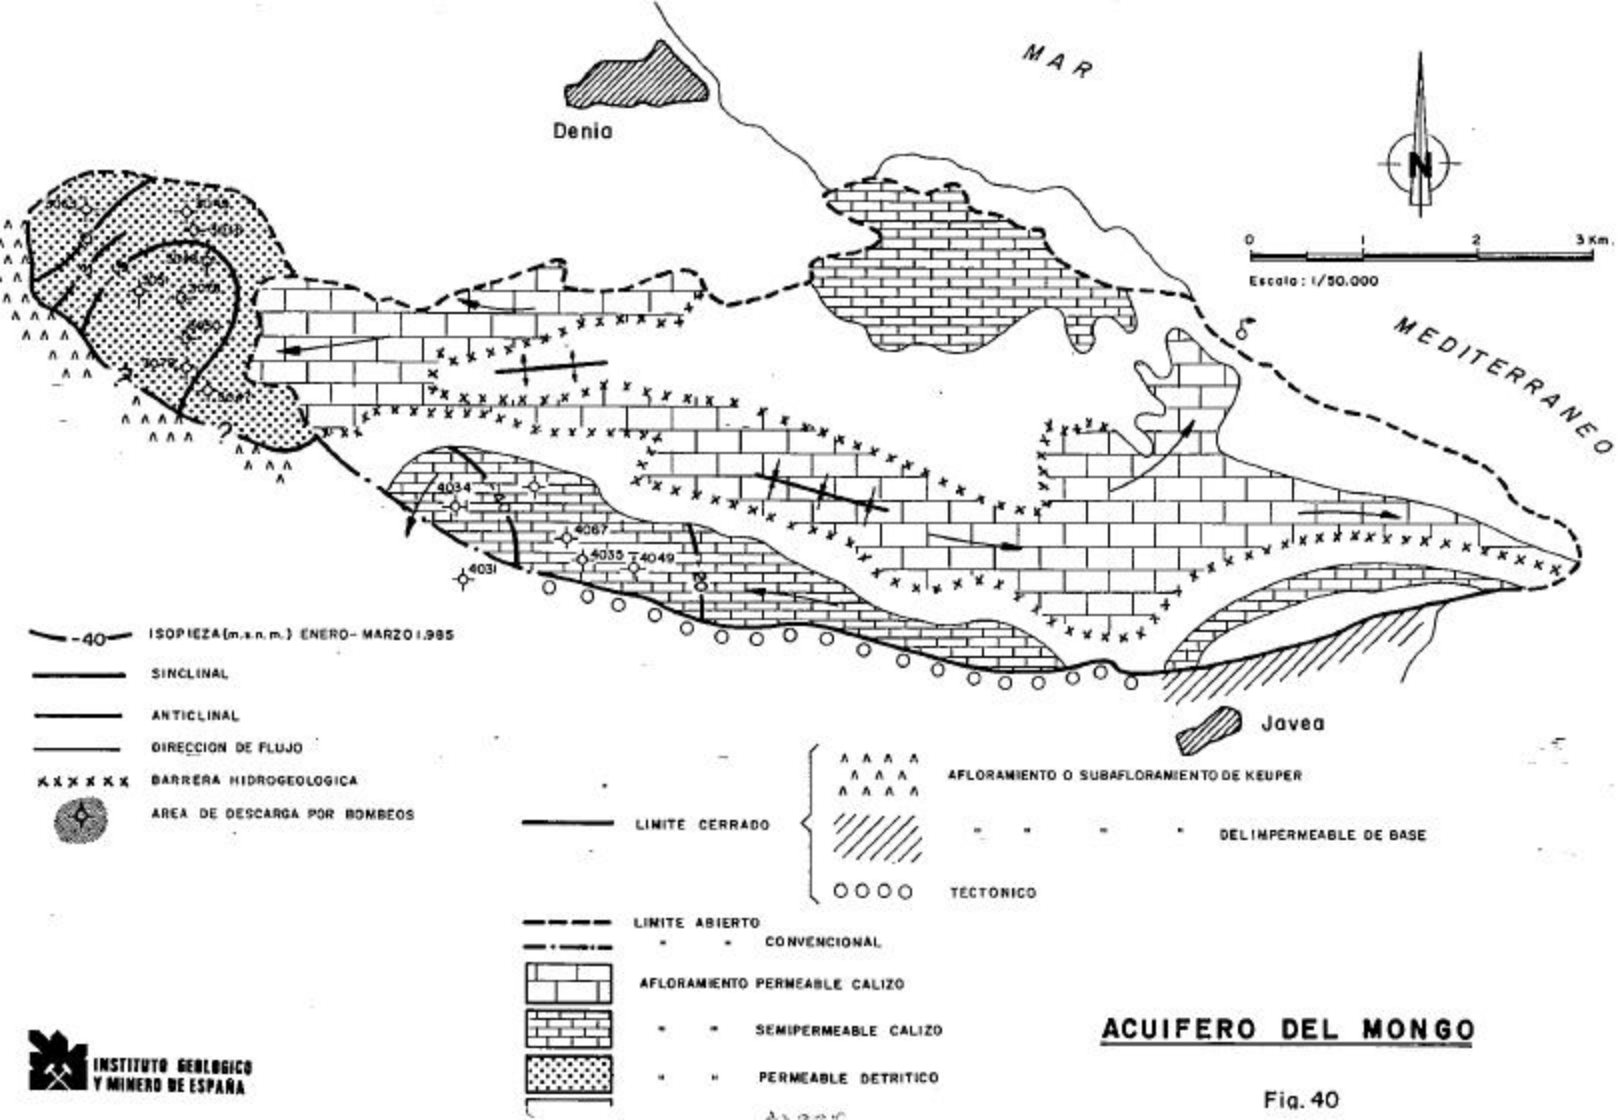 MAR
Denia
N
0 1 2 3 Km.
Escala: 1/50.000
MEDITERRANEO
4034
4067
4035
4049
4031
-20
-40- ISOPIEZA (m.s.n.m.) ENERO-MARZO 1.985
SINCLINAL
ANTICLINAL
DIRECCION DE FLUJO
BARRERA HIDROGEOLOGICA
AREA DE DESCARGA POR BOMBEOS
Javea
LIMITE CERRADO
AFLORAMIENTO O SUBAFLORAMIENTO DE KEUPER
" " " " DEL IMPERMEABLE DE BASE
TECTONICO
LIMITE ABIERTO
" " CONVENCIONAL
AFLORAMIENTO PERMEABLE CALIZO
" " SEMIPERMEABLE CALIZO
" " PERMEABLE DETRITICO
INSTITUTO GEOLOGICO
Y MINERO DE ESPAÑA
ACUIFERO DEL MONGO
Fig. 40